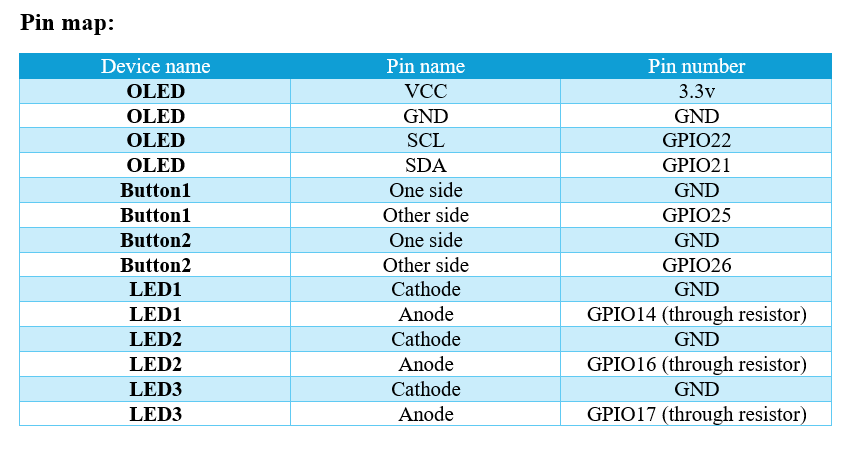 Pin map:
Device name Pin name Pin number
OLED VCC 3.3v
OLED GND GND
OLED SCL GPIO22
OLED SDA GPIO21
Button1 One side GND
Button1 Other side GPIO25
Button2 One side GND
Button2 Other side GPIO26
LED1 Cathode GND
LED1 Anode GPIO14 (through resistor)
LED2 Cathode GND
LED2 Anode GPIO16 (through resistor)
LED3 Cathode GND
LED3 Anode GPIO17 (through resistor)